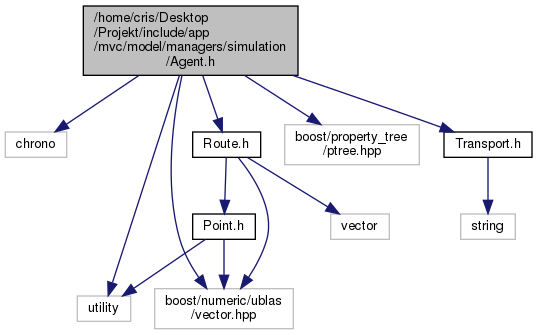 /home/cris/Desktop
/Projekt/include/app
/mvc/model/managers/simulation
/Agent.h
chrono
Route.h
boost/property_tree
/ptree.hpp
Transport.h
Point.h
vector
string
utility
boost/numeric/ublas
/vector.hpp